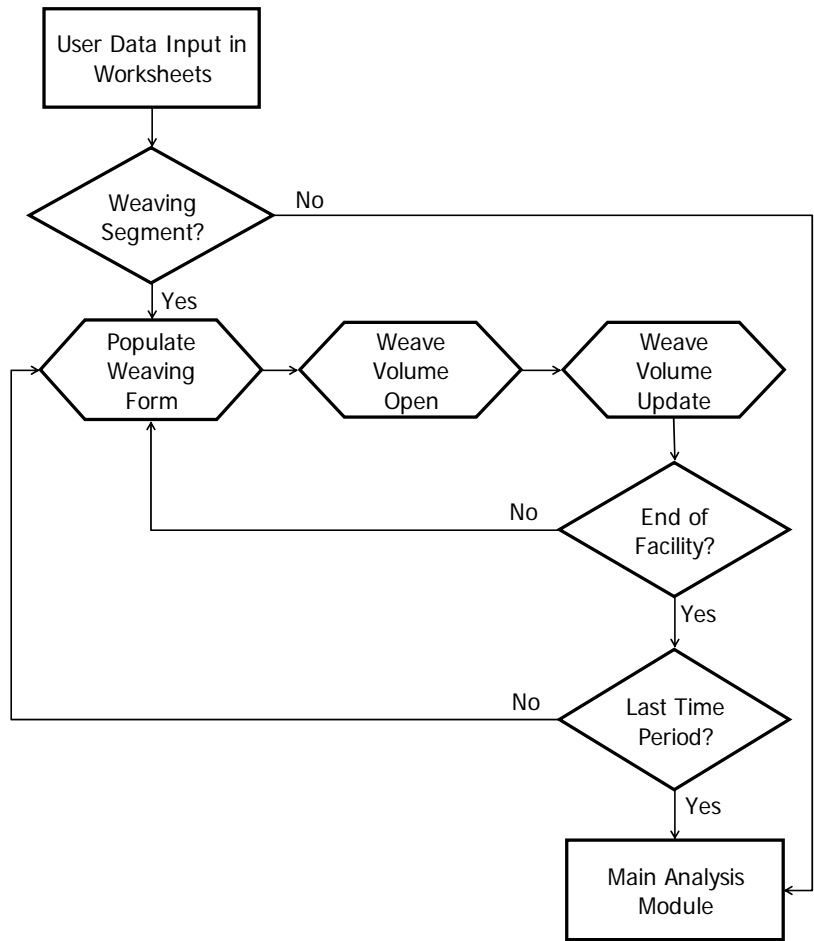 User Data Input in
Worksheets
Weaving
Segment?
No
Yes
Populate
Weaving
Form
Weave
Volume
Open
Weave
Volume
Update
No
End of
Facility?
Yes
No
Last Time
Period?
Yes
Main Analysis
Module